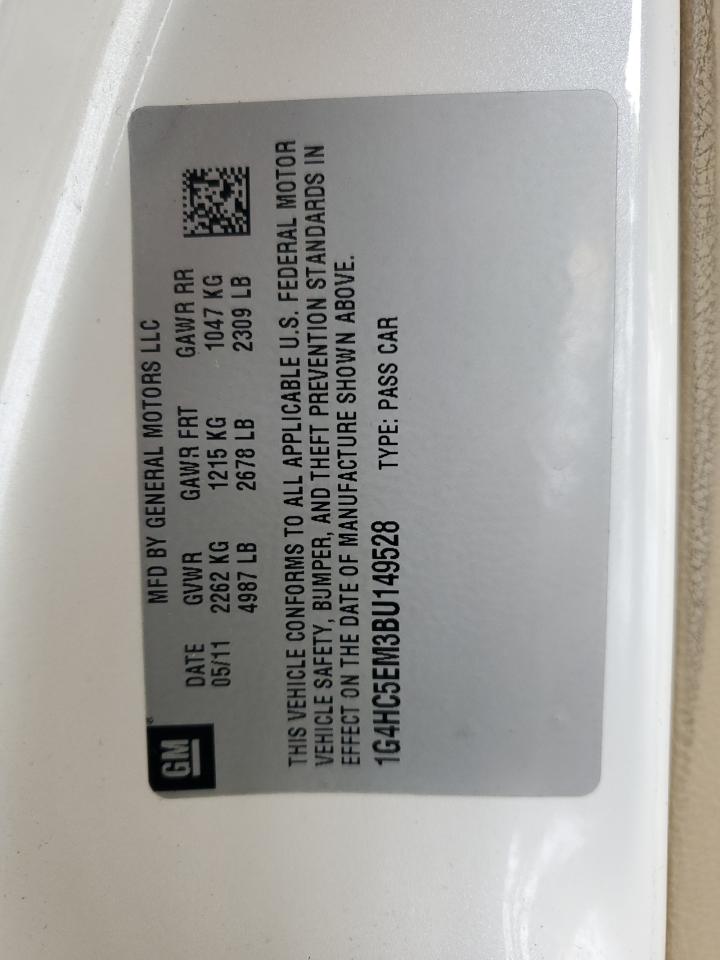 GM
MFD BY GENERAL MOTORS LLC
DATE GVWR GAWR FRT GAWR RR
05/11 2262 KG 1215 KG 1047 KG
4987 LB 2678 LB 2309 LB
THIS VEHICLE CONFORMS TO ALL APPLICABLE U.S. FEDERAL MOTOR
VEHICLE SAFETY, BUMPER, AND THEFT PREVENTION STANDARDS IN
EFFECT ON THE DATE OF MANUFACTURE SHOWN ABOVE.
1G4HC5EM3BU149528 TYPE: PASS CAR